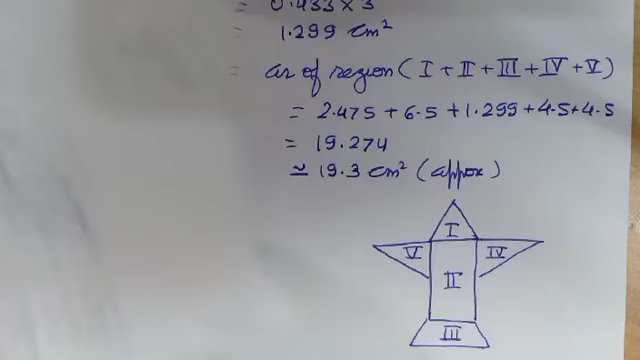 = 0.433 × 3
= 1.299 cm²
= ar of region (I + II + III + IV + V)
= 2.475 + 6.5 + 1.299 + 4.5 + 4.5
= 19.274
≃ 19.3 cm² (appox)
I
V IV
II
III